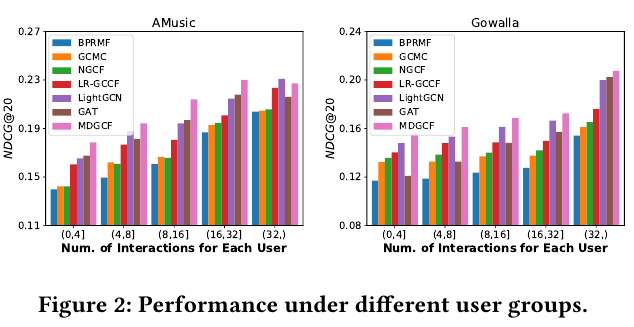 AMusic
0.27
0.23
0.19
0.15
0.11
NDCG@20
BPRMF
GCMC
NGCF
LR-GCCF
LightGCN
GAT
MDGCF
(0,4] (4,8] (8,16] (16,32] (32,)
Num. of Interactions for Each User
Gowalla
0.24
0.20
0.16
0.12
0.08
NDCG@20
BPRMF
GCMC
NGCF
LR-GCCF
LightGCN
GAT
MDGCF
(0,4] (4,8] (8,16] (16,32] (32,)
Num. of Interactions for Each User
Figure 2: Performance under different user groups.